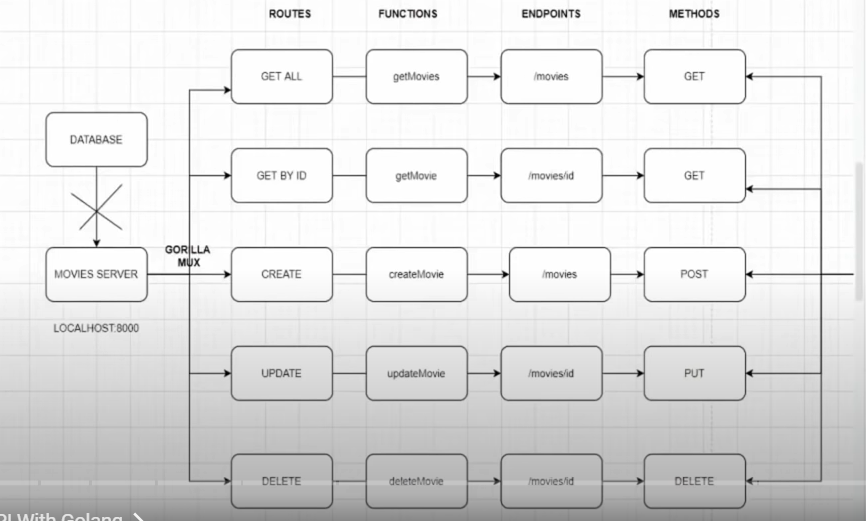 ROUTES FUNCTIONS ENDPOINTS METHODS
GET ALL getMovies /movies GET
DATABASE
GET BY ID getMovie /movies/id GET
GORILLA
MUX
MOVIES SERVER CREATE createMovie /movies POST
LOCALHOST:8000
UPDATE updateMovie /movies/id PUT
DELETE deleteMovie /movies/id DELETE
With Golang